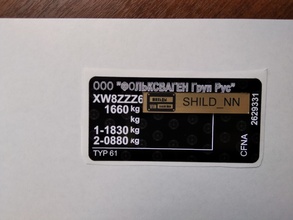 ООО "ФОЛЬКСВАГЕН Груп Рус"
XW8ZZZ6
SHILD_NN
1660 kg
kg
1-1830 kg
2-0880 kg
TYP 61
CFNA
2629331